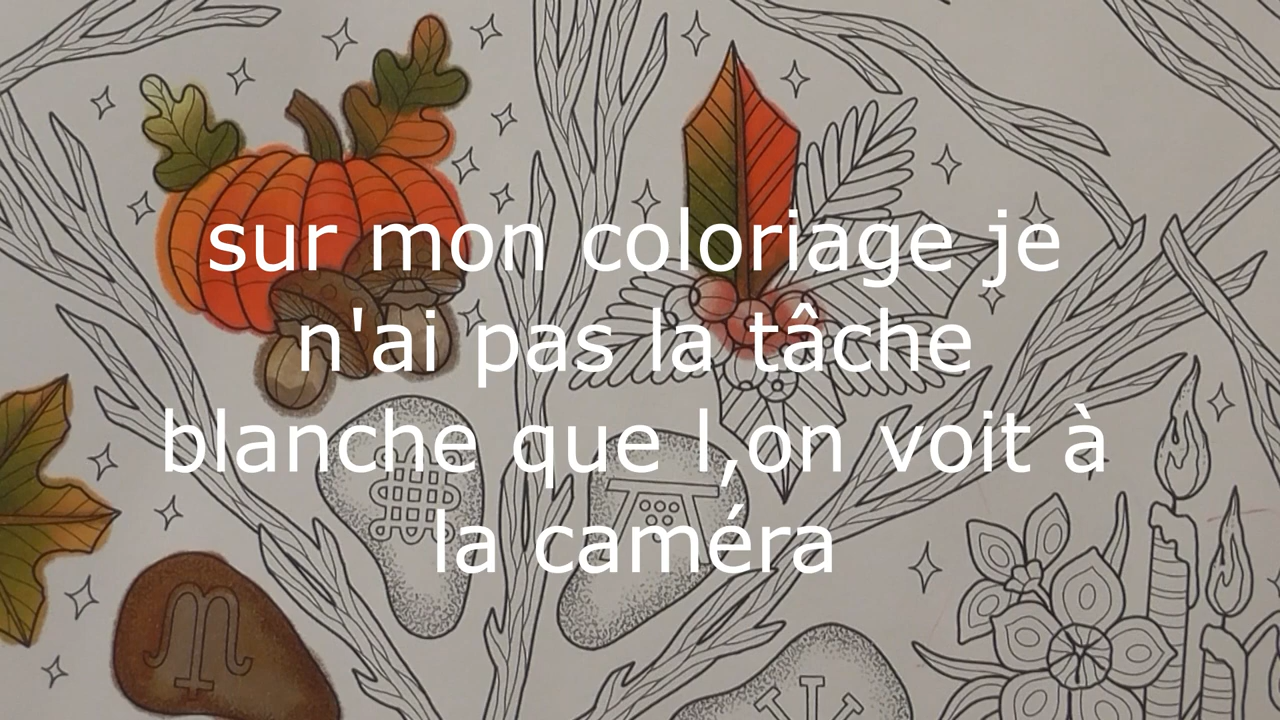 sur mon coloriage je
n'ai pas la tâche
blanche que l,on voit à
la caméra